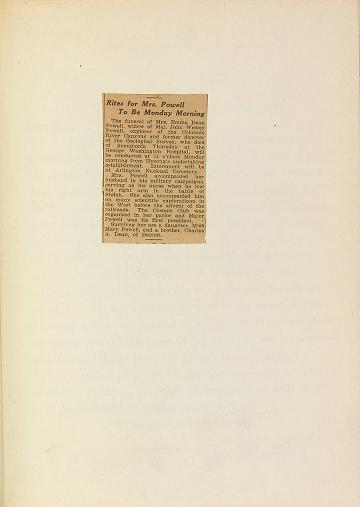 Rites for Mrs. Powell
To Be Monday Morning
The funeral of Mrs. Emma Dean
Powell, widow of Maj. John Wesley
Powell, explorer of the Colorado
River Canyons and former director
of the Geological Survey, who died
of pneumonia Thursday at the
George Washington Hospital, will
be conducted at 11 o'clock Monday
morning from Hysong's undertaking
establishment. Interment will be
at Arlington National Cemetery.
Mrs. Powell accompanied her
husband in his military campaigns,
serving as his nurse when he lost
his right arm in the battle of
Shiloh. She also accompanied him
on many scientific explorations in
the West before the advent of the
railroads. The Cosmos Club was
organized in her parlor and Major
Powell was its first president.
Surviving her are a daughter, Miss
Mary Powell, and a brother, Charles
A. Dean, of Detroit.